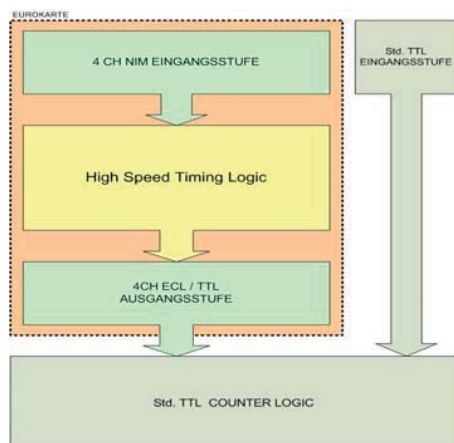 EUROKARTE
4 CH NIM EINGANGSSTUFE
Std. TTL
EINGANGSSTUFE
High Speed Timing Logic
4CH ECL / TTL
AUSGANGSSTUFE
Std. TTL COUNTER LOGIC